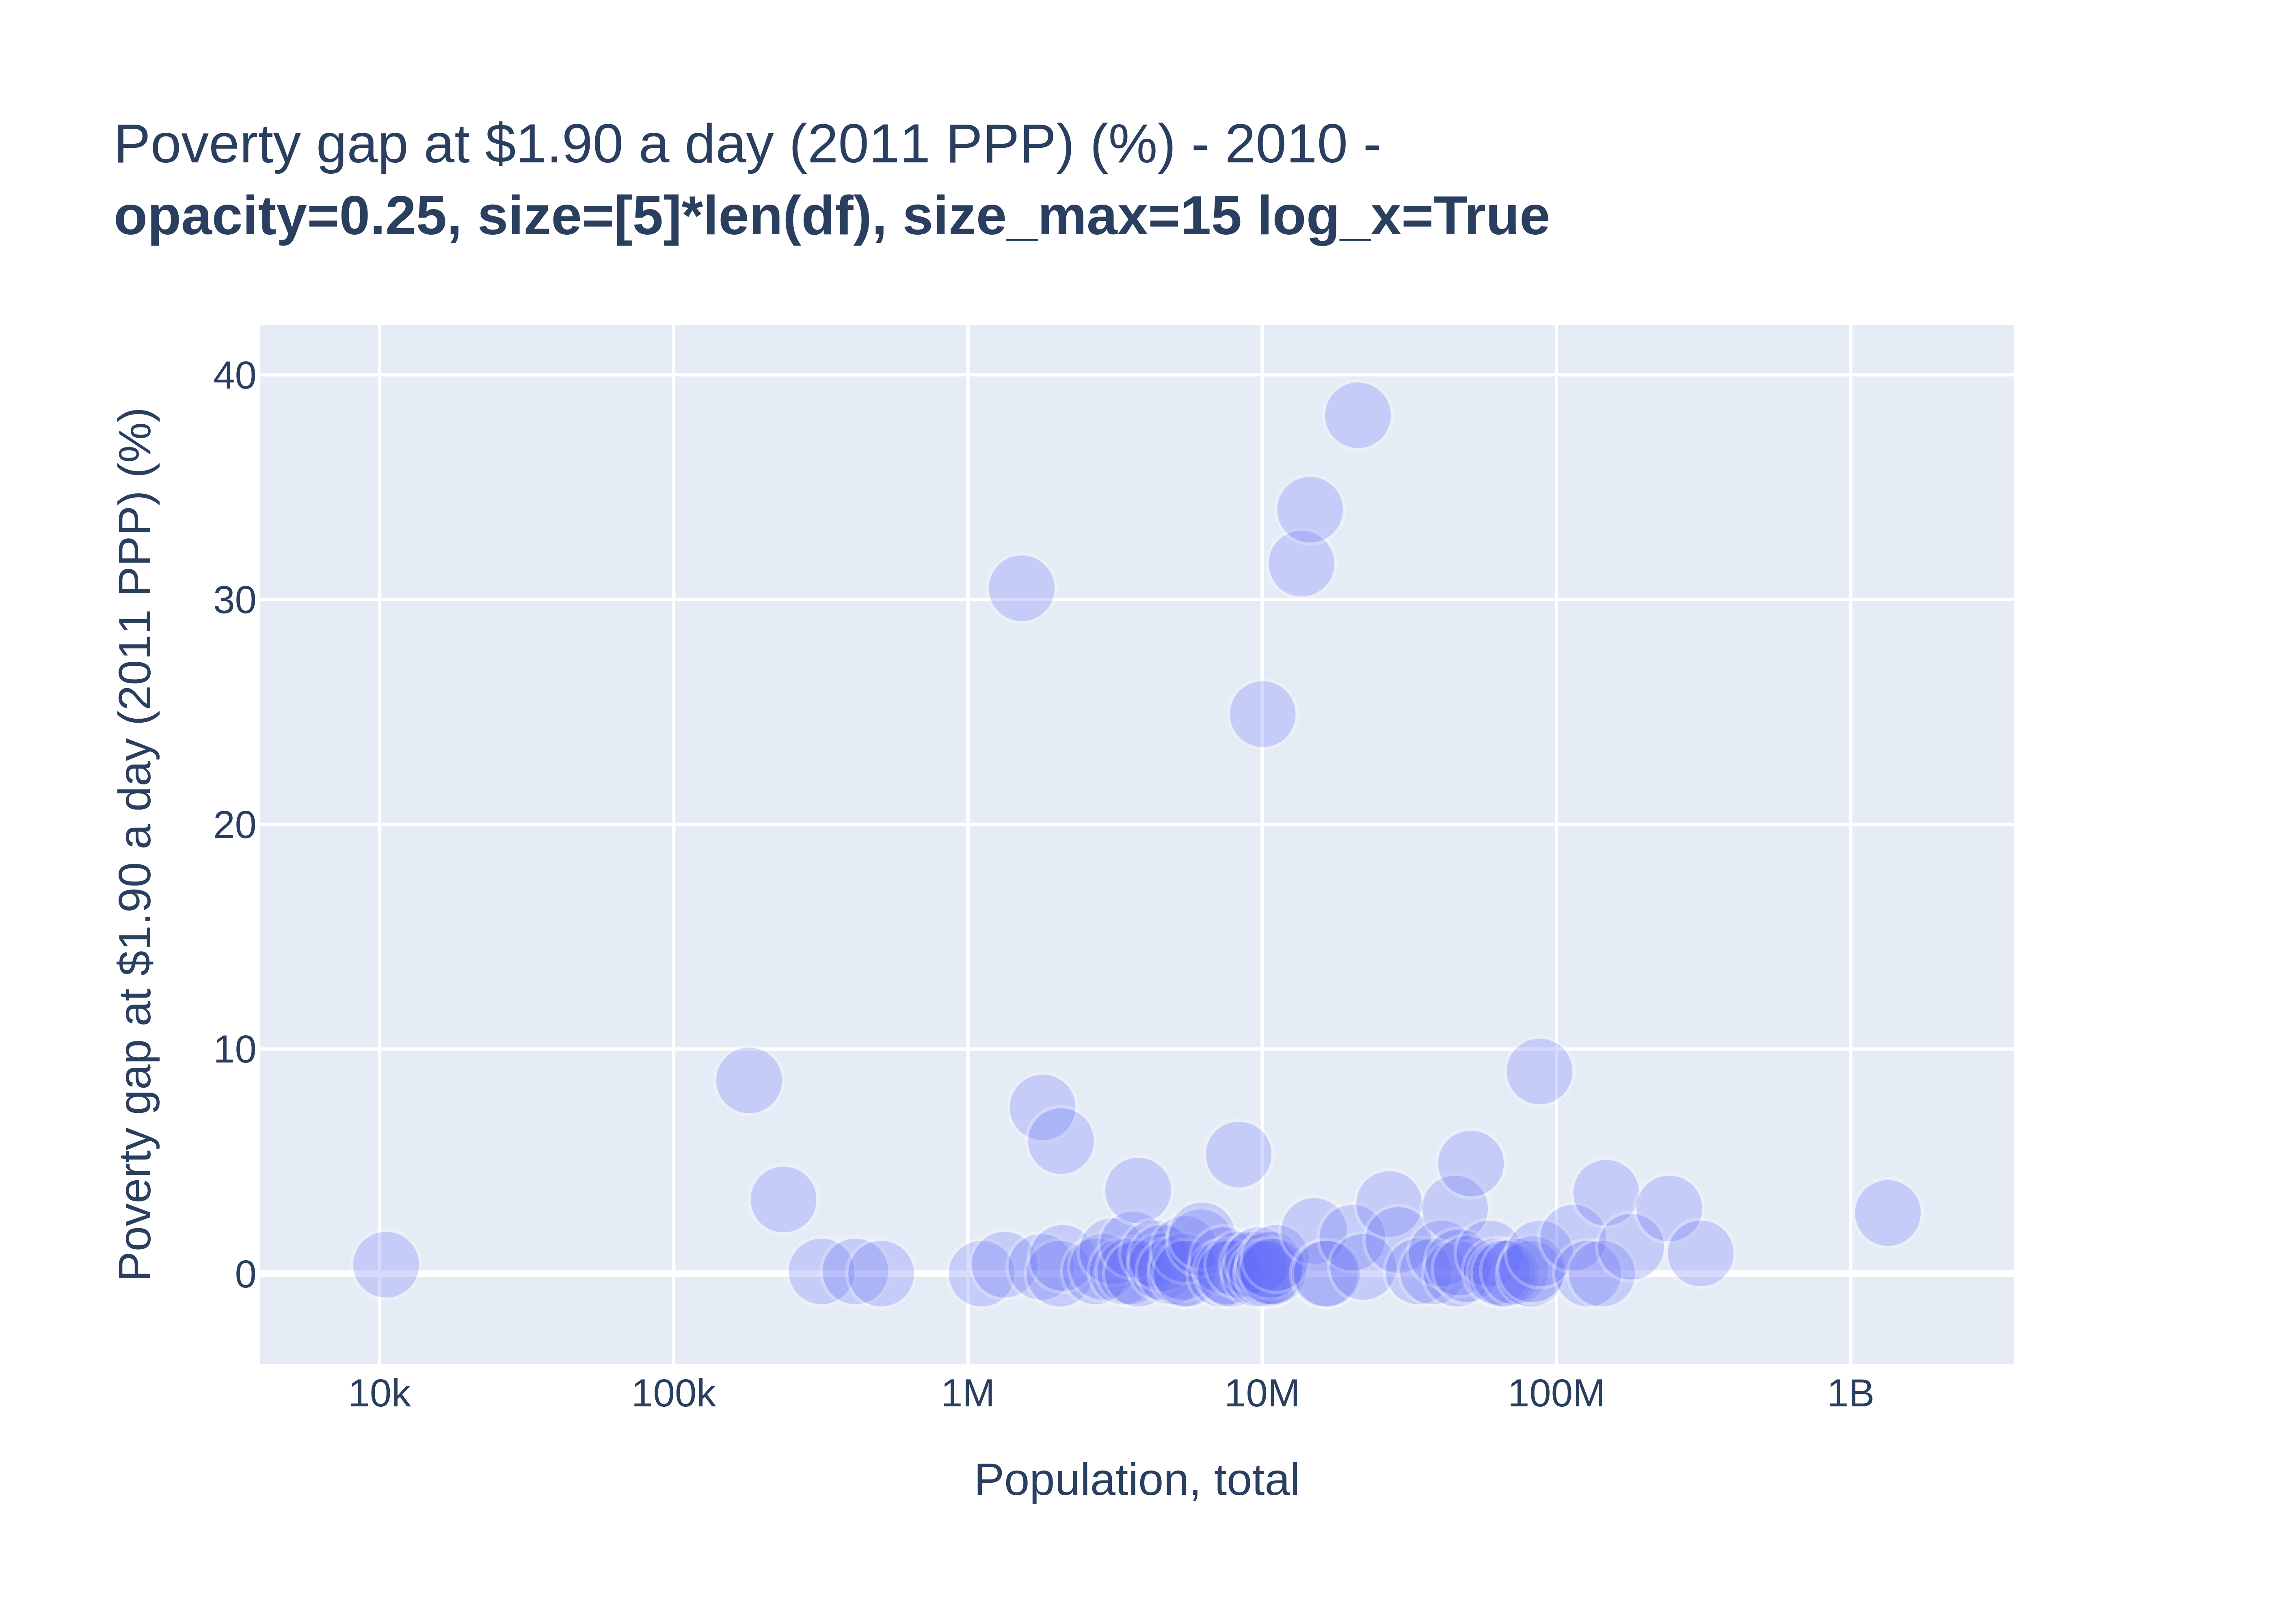 Poverty gap at $1.90 a day (2011 PPP) (%) - 2010 -
opacity=0.25, size=[5]*len(df), size_max=15 log_x=True
Poverty gap at $1.90 a day (2011 PPP) (%)
40
30
20
10
0
10k 100k 1M 10M 100M 1B
Population, total